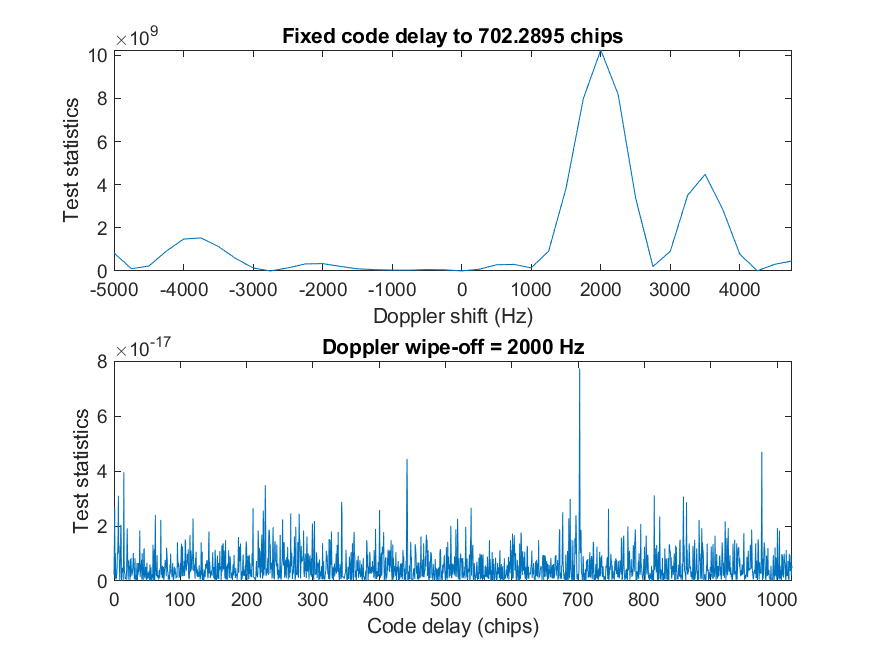 ×10^9
Fixed code delay to 702.2895 chips
10
8
6
4
2
0
Test statistics
-5000 -4000 -3000 -2000 -1000 0 1000 2000 3000 4000
Doppler shift (Hz)
×10^-17
Doppler wipe-off = 2000 Hz
8
6
4
2
0
Test statistics
0 100 200 300 400 500 600 700 800 900 1000
Code delay (chips)